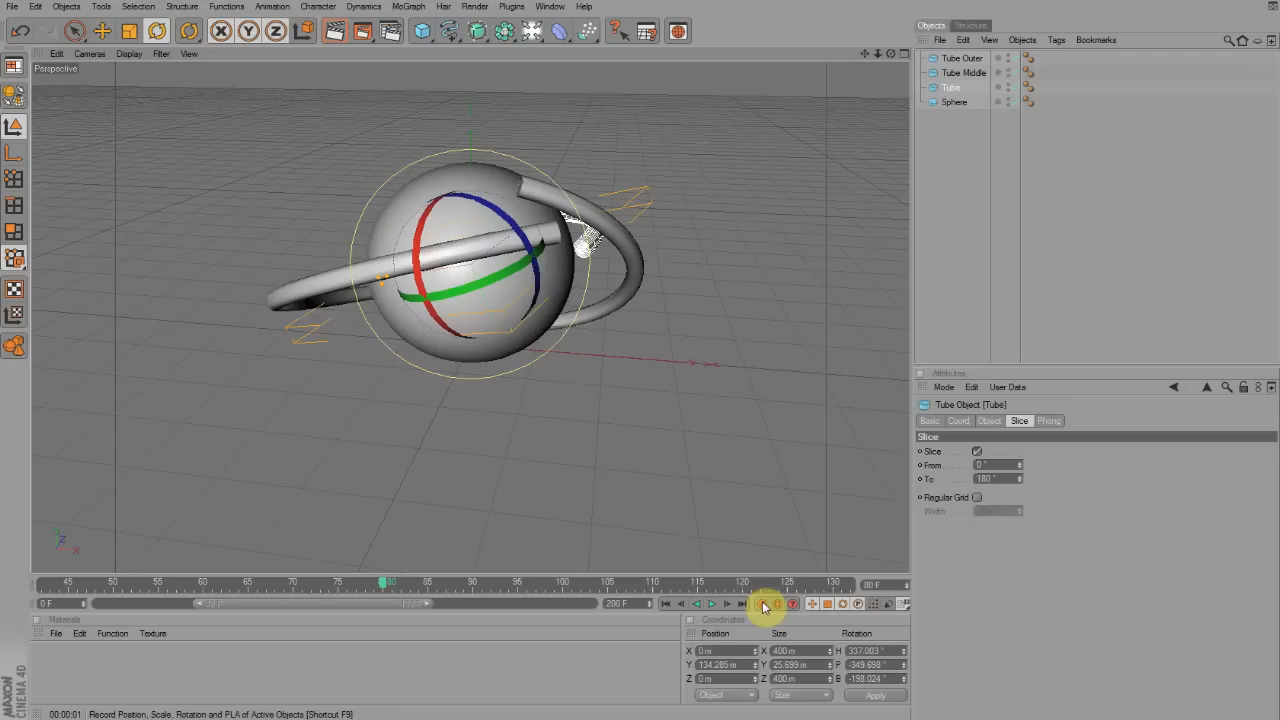 File Edit Objects Tools Selection Structure Functions Animation Character Dynamics MoGraph Hair Render Plugins Window Help
Objects Structure
File Edit View Objects Tags Bookmarks
Edit Cameras Display Filter View
Perspective
Tube Outer
Tube Middle
Tube
Sphere
Attributes
Mode Edit User Data
Tube Object [Tube]
Basic Coord Object Slice Phong
Slice
Slice
From 0 °
To 180 °
Regular Grid
Width
Y
Z
X
45 50 55 60 65 70 75 80 85 90 95 100 105 110 115 120 125 130
80 F
0 F
200 F
Materials
File Edit Function Texture
Coordinates
Position Size Rotation
X 0 m X 400 m H 337.003 °
Y 134.285 m Y 25.699 m P -349.698 °
Z 0 m Z 400 m B -198.024 °
Object Size Apply
MAXON
CINEMA 4D
00:00:01 Record Position, Scale, Rotation and PLA of Active Objects [Shortcut F9]